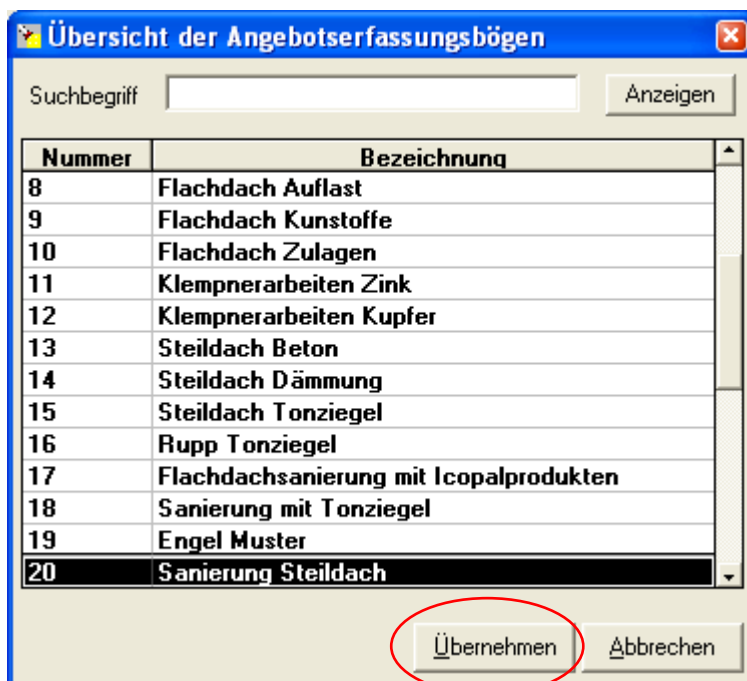 Übersicht der Angebotserfassungsbögen
Suchbegriff Anzeigen
Nummer Bezeichnung
8 Flachdach Auflast
9 Flachdach Kunstoffe
10 Flachdach Zulagen
11 Klempnerarbeiten Zink
12 Klempnerarbeiten Kupfer
13 Steildach Beton
14 Steildach Dämmung
15 Steildach Tonziegel
16 Rupp Tonziegel
17 Flachdachsanierung mit Icopalprodukten
18 Sanierung mit Tonziegel
19 Engel Muster
20 Sanierung Steildach
Übernehmen Abbrechen